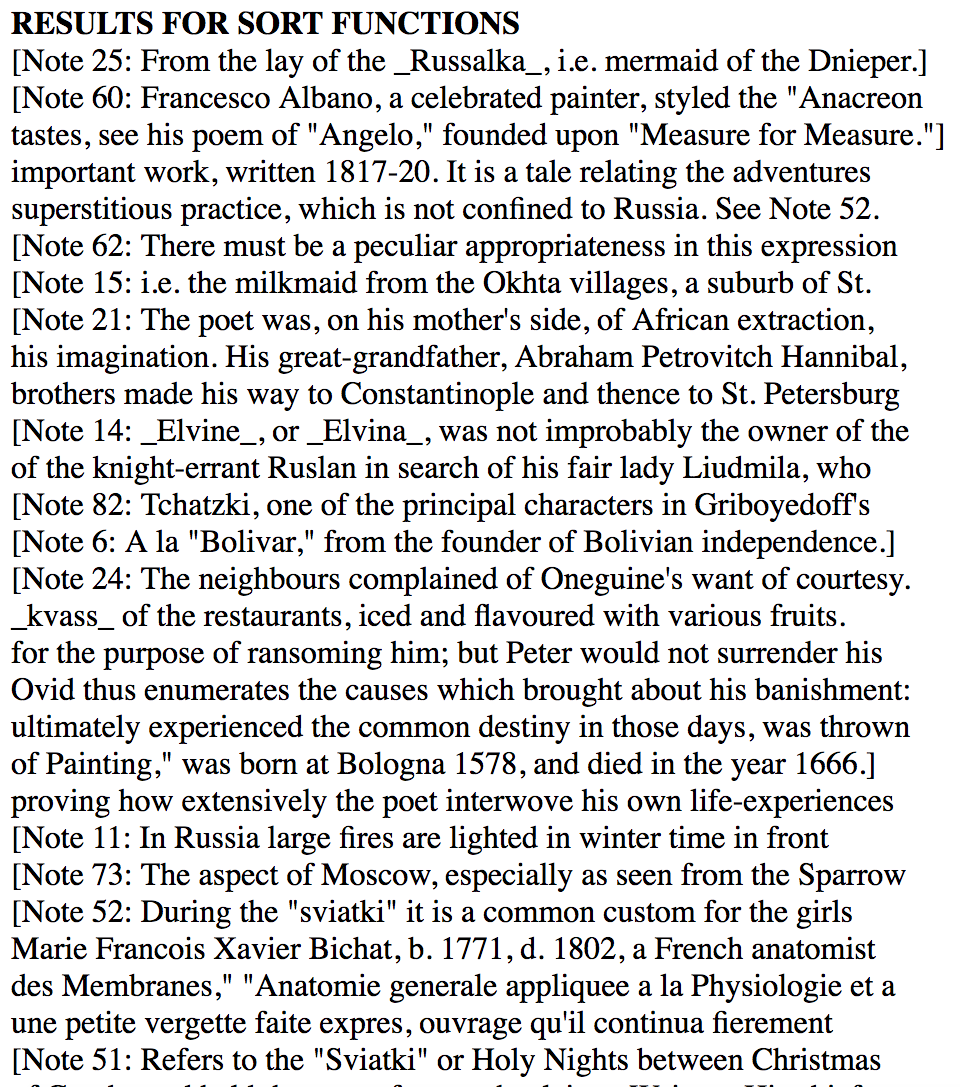 RESULTS FOR SORT FUNCTIONS
[Note 25: From the lay of the _Russalka_, i.e. mermaid of the Dnieper.]
[Note 60: Francesco Albano, a celebrated painter, styled the "Anacreon
tastes, see his poem of "Angelo," founded upon "Measure for Measure."]
important work, written 1817-20. It is a tale relating the adventures
superstitious practice, which is not confined to Russia. See Note 52.
[Note 62: There must be a peculiar appropriateness in this expression
[Note 15: i.e. the milkmaid from the Okhta villages, a suburb of St.
[Note 21: The poet was, on his mother's side, of African extraction,
his imagination. His great-grandfather, Abraham Petrovitch Hannibal,
brothers made his way to Constantinople and thence to St. Petersburg
[Note 14: _Elvine_, or _Elvina_, was not improbably the owner of the
of the knight-errant Ruslan in search of his fair lady Liudmila, who
[Note 82: Tchatzki, one of the principal characters in Griboyedoff's
[Note 6: A la "Bolivar," from the founder of Bolivian independence.]
[Note 24: The neighbours complained of Oneguine's want of courtesy.
_kvass_ of the restaurants, iced and flavoured with various fruits.
for the purpose of ransoming him; but Peter would not surrender his
Ovid thus enumerates the causes which brought about his banishment:
ultimately experienced the common destiny in those days, was thrown
of Painting," was born at Bologna 1578, and died in the year 1666.]
proving how extensively the poet interwove his own life-experiences
[Note 11: In Russia large fires are lighted in winter time in front
[Note 73: The aspect of Moscow, especially as seen from the Sparrow
[Note 52: During the "sviatki" it is a common custom for the girls
Marie Francois Xavier Bichat, b. 1771, d. 1802, a French anatomist
des Membranes," "Anatomie generale appliquee a la Physiologie et a
une petite vergette faite expres, ouvrage qu'il continua fierement
[Note 51: Refers to the "Sviatki" or Holy Nights between Christmas